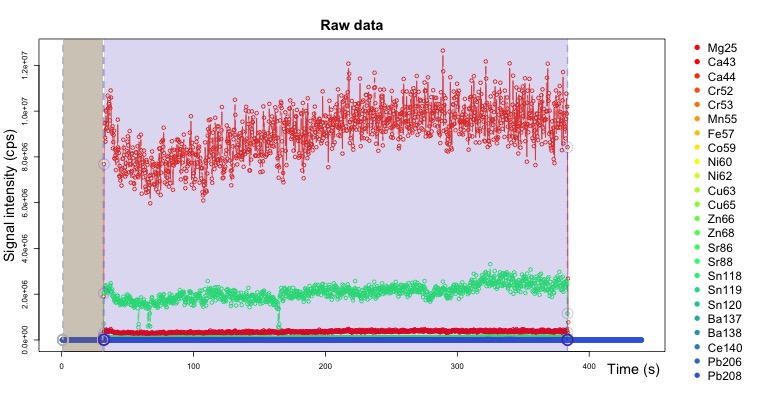 Raw data
Signal intensity (cps)
1.2e+07
1.0e+07
8.0e+06
6.0e+06
4.0e+06
2.0e+06
0.0e+00
0 100 200 300 400
Time (s)
Mg25
Ca43
Ca44
Cr52
Cr53
Mn55
Fe57
Co59
Ni60
Ni62
Cu63
Cu65
Zn66
Zn68
Sr86
Sr88
Sn118
Sn119
Sn120
Ba137
Ba138
Ce140
Pb206
Pb208